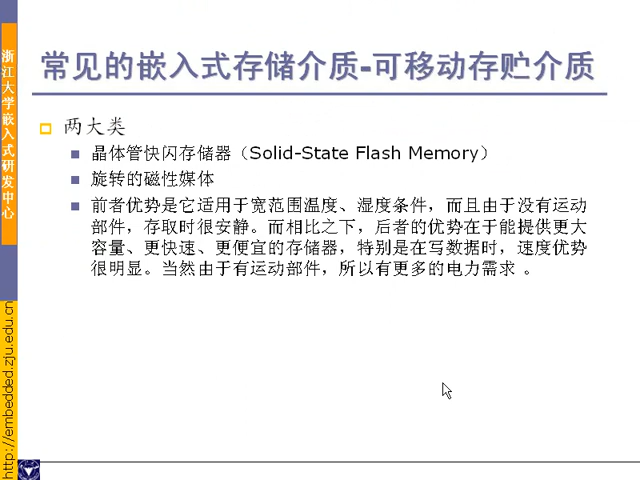 常见的嵌入式存储介质-可移动存贮介质
两大类
晶体管快闪存储器（Solid-State Flash Memory）
旋转的磁性媒体
前者优势是它适用于宽范围温度、湿度条件，而且由于没有运动
部件，存取时很安静。而相比之下，后者的优势在于能提供更大
容量、更快速、更便宜的存储器，特别是在写数据时，速度优势
很明显。当然由于有运动部件，所以有更多的电力需求 。
浙江大学嵌入式研发中心
http://embedded.zju.edu.cn